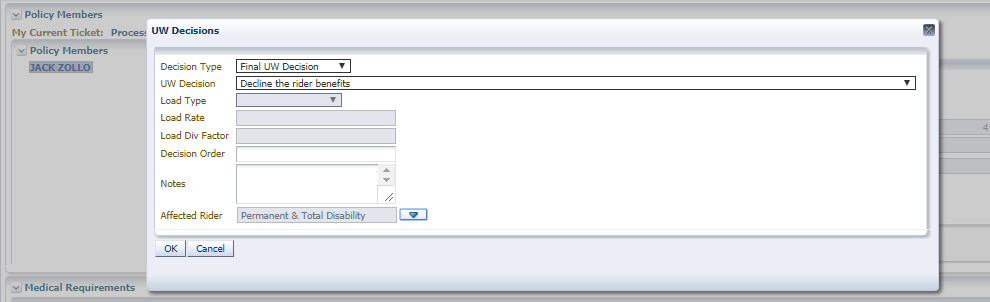 Policy Members
My Current Ticket: Process
Policy Members
JACK ZOLLO
UW Decisions
Decision Type Final UW Decision
UW Decision Decline the rider benefits
Load Type
Load Rate
Load Div Factor
Decision Order
Notes
Affected Rider Permanent & Total Disability
OK Cancel
4
Medical Requirements